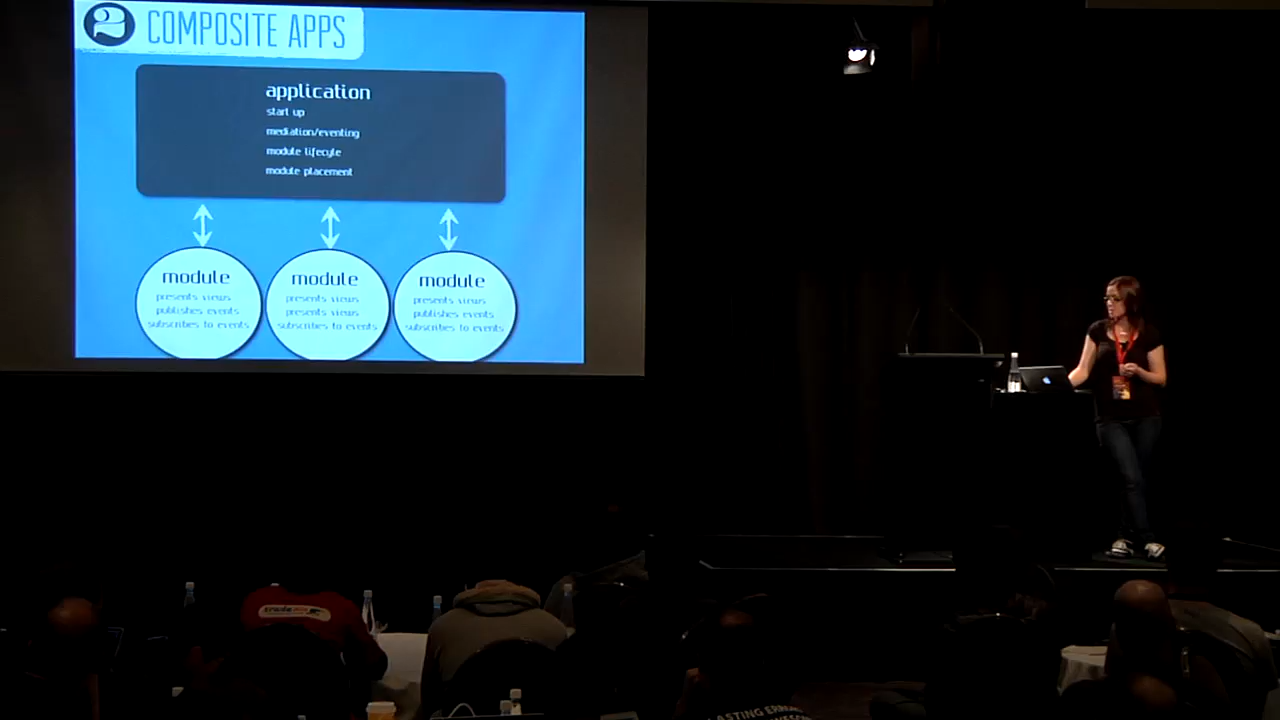 2 COMPOSITE APPS
application
start up
mediation/eventing
module lifecyle
module placement
module
presents views
publishes events
subscribes to events
module
presents views
presents views
subscribes to events
module
presents views
publishes events
subscribes to events
LASTING